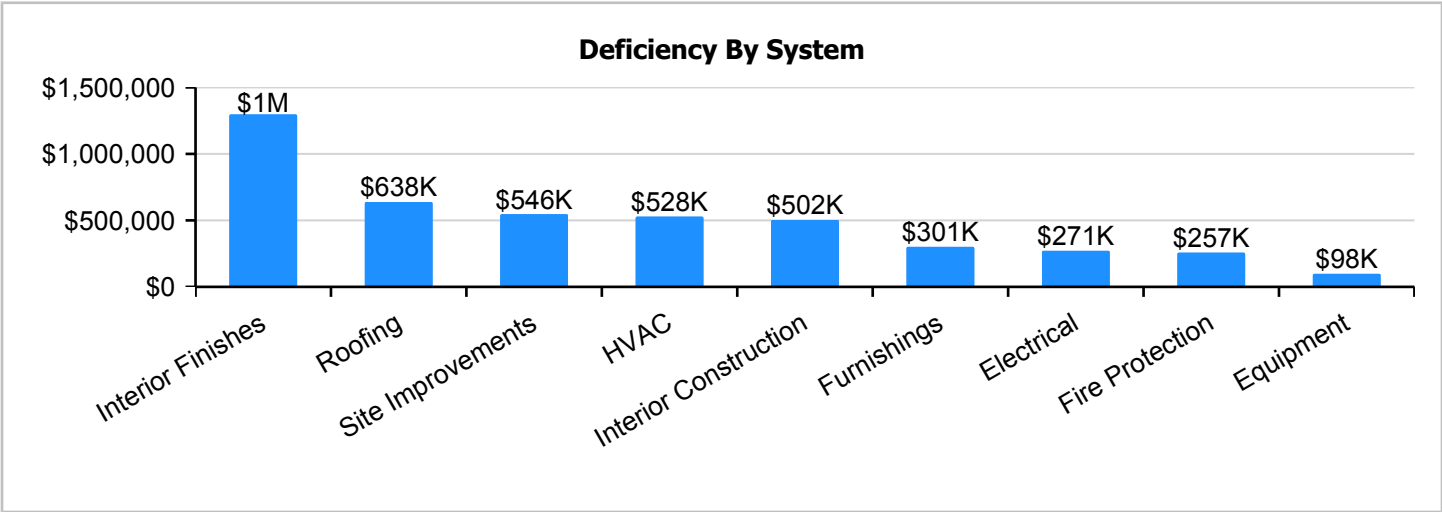 Deficiency By System
$1,500,000
$1,000,000
$500,000
$0
$1M
$638K
$546K
$528K
$502K
$301K
$271K
$257K
$98K
Interior Finishes
Roofing
Site Improvements
HVAC
Interior Construction
Furnishings
Electrical
Fire Protection
Equipment